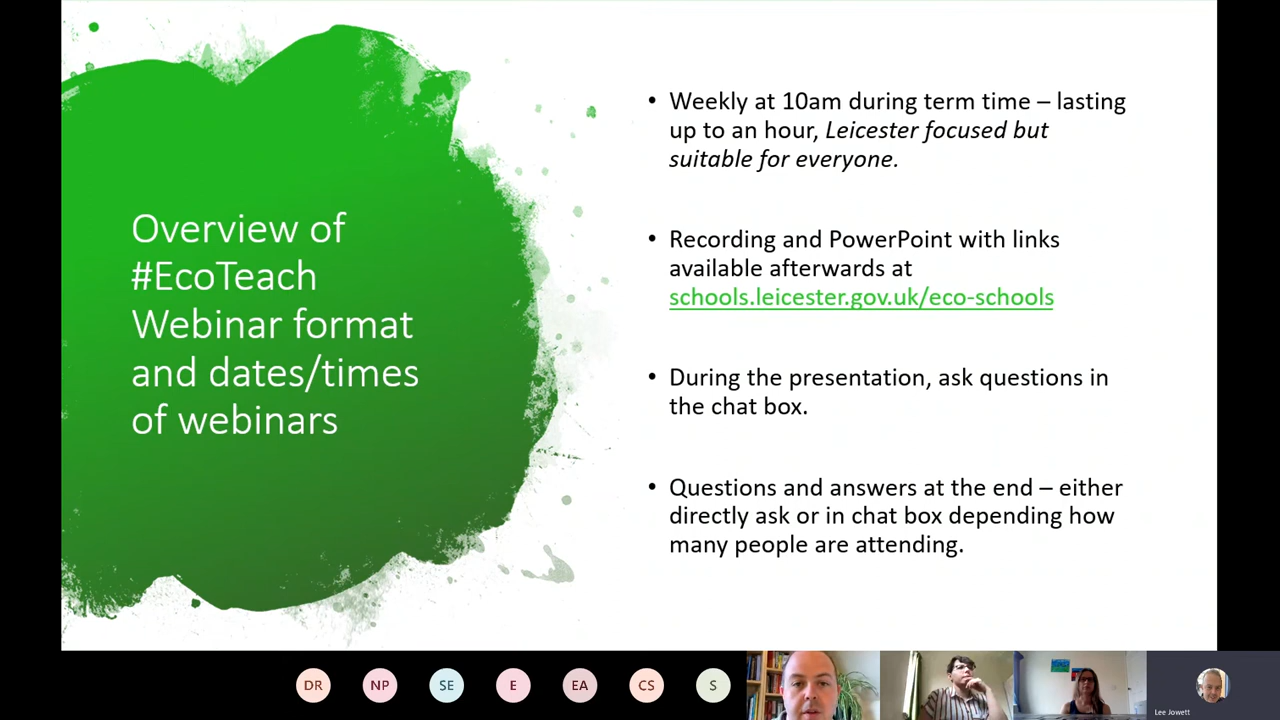 Overview of
#EcoTeach
Webinar format
and dates/times
of webinars
• Weekly at 10am during term time – lasting
up to an hour, Leicester focused but
suitable for everyone.
• Recording and PowerPoint with links
available afterwards at
schools.leicester.gov.uk/eco-schools
• During the presentation, ask questions in
the chat box.
• Questions and answers at the end – either
directly ask or in chat box depending how
many people are attending.
DR NP SE E EA CS S
Lee Jowett